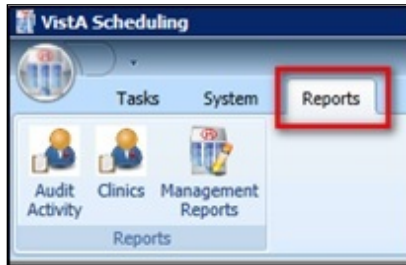 VistA Scheduling
Tasks System Reports
Audit Clinics Management
Activity Reports
Reports